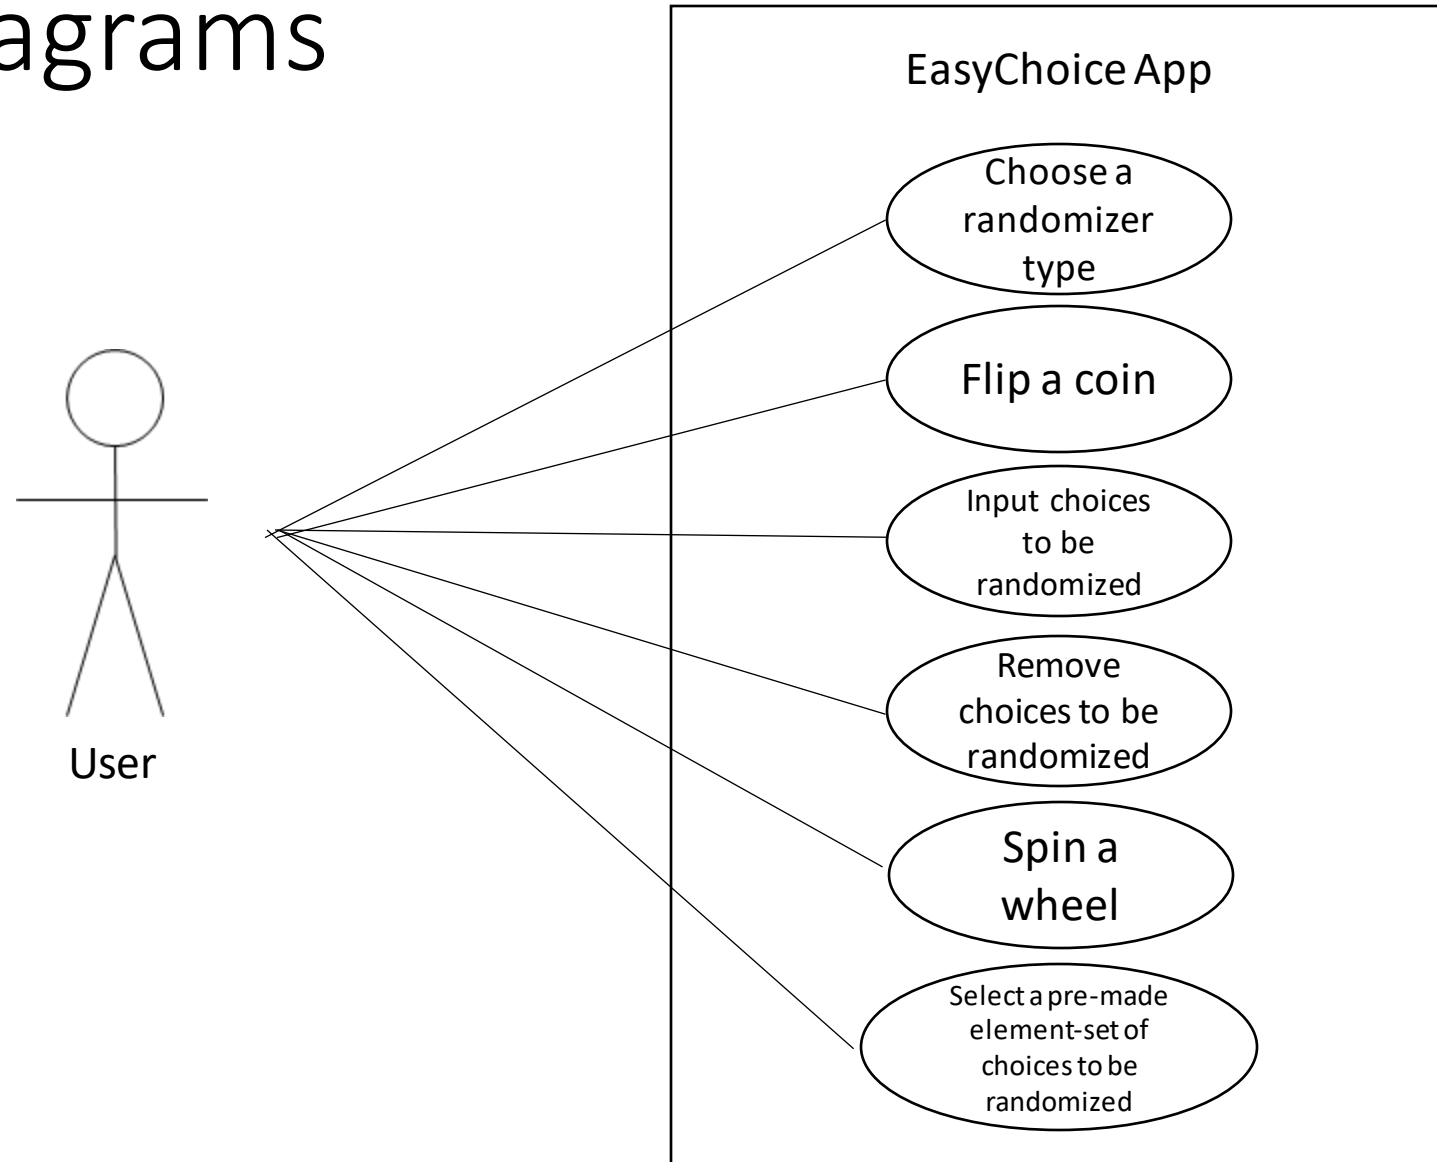 agrams
EasyChoice App
Choose a
randomizer
type
Flip a coin
Input choices
to be
randomized
Remove
choices to be
randomized
User
Spin a
wheel
Select a pre-made
element-set of
choices to be
randomized